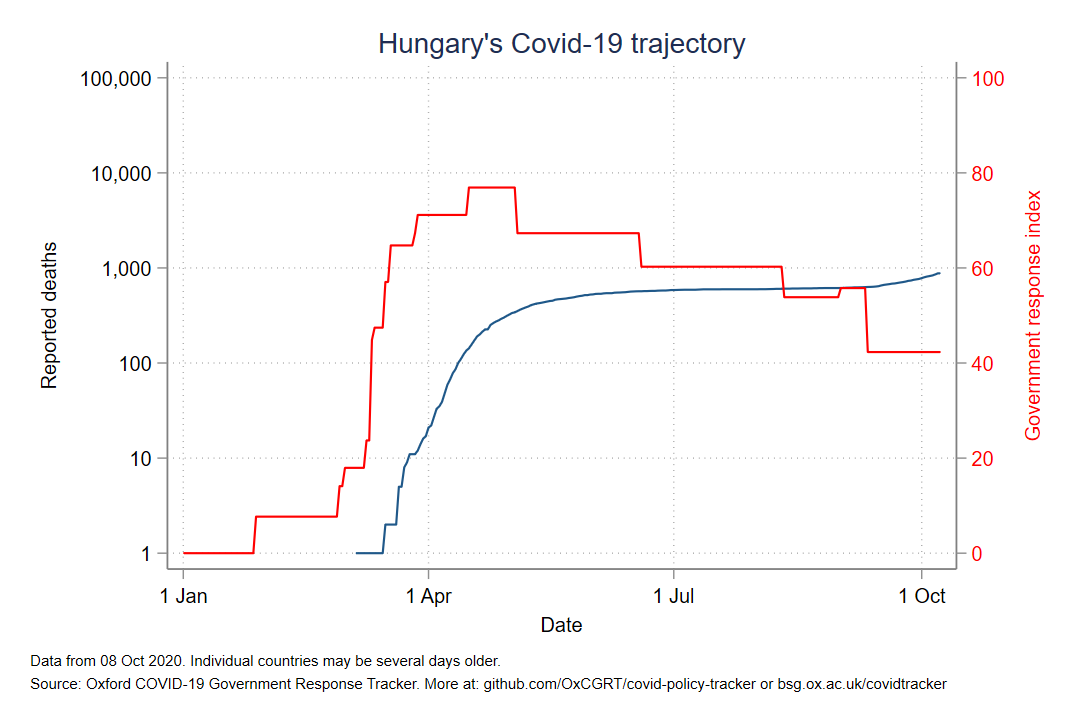 Hungary's Covid-19 trajectory
100,000
10,000
1,000
100
10
1
Reported deaths
100
80
60
40
20
0
Government response index
1 Jan
1 Apr
1 Jul
1 Oct
Date
Data from 08 Oct 2020. Individual countries may be several days older.
Source: Oxford COVID-19 Government Response Tracker. More at: github.com/OxCGRT/covid-policy-tracker or bsg.ox.ac.uk/covidtracker